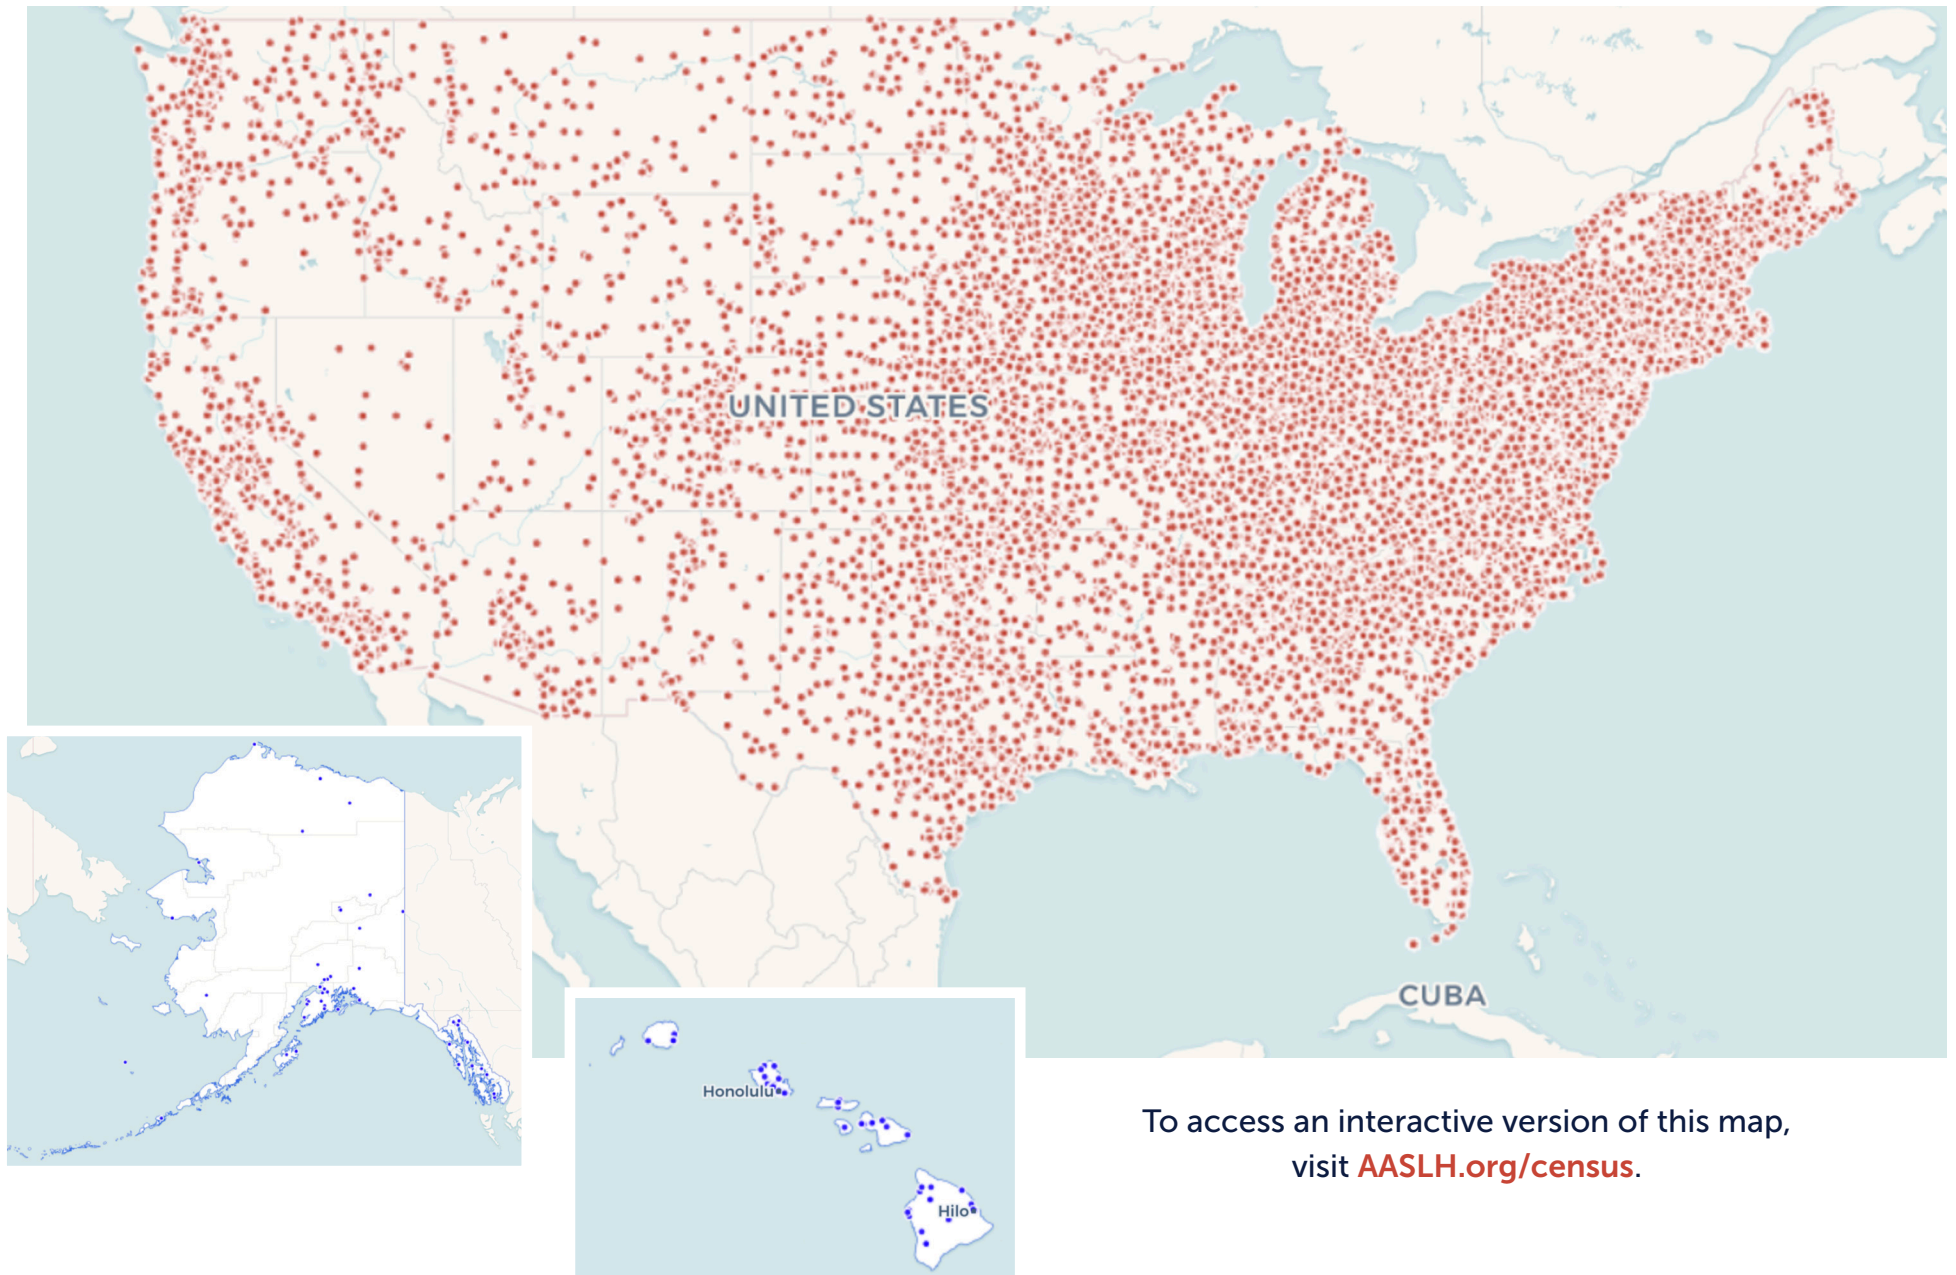 UNITED STATES
CUBA
Honolulu
Hilo
To access an interactive version of this map,
visit AASLH.org/census.